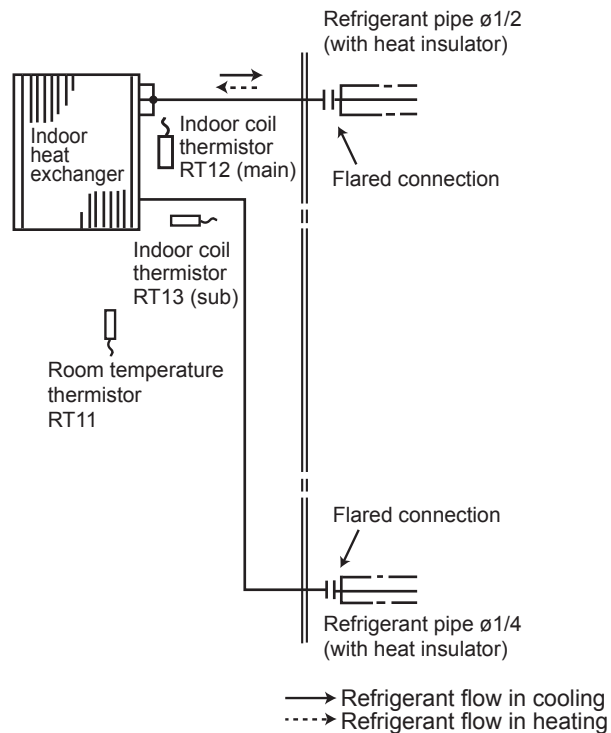 Refrigerant pipe ø1/2
(with heat insulator)
Indoor
heat
exchanger
Indoor coil
thermistor
RT12 (main)
Flared connection
Indoor coil
thermistor
RT13 (sub)
Room temperature
thermistor
RT11
Flared connection
Refrigerant pipe ø1/4
(with heat insulator)
Refrigerant flow in cooling
Refrigerant flow in heating